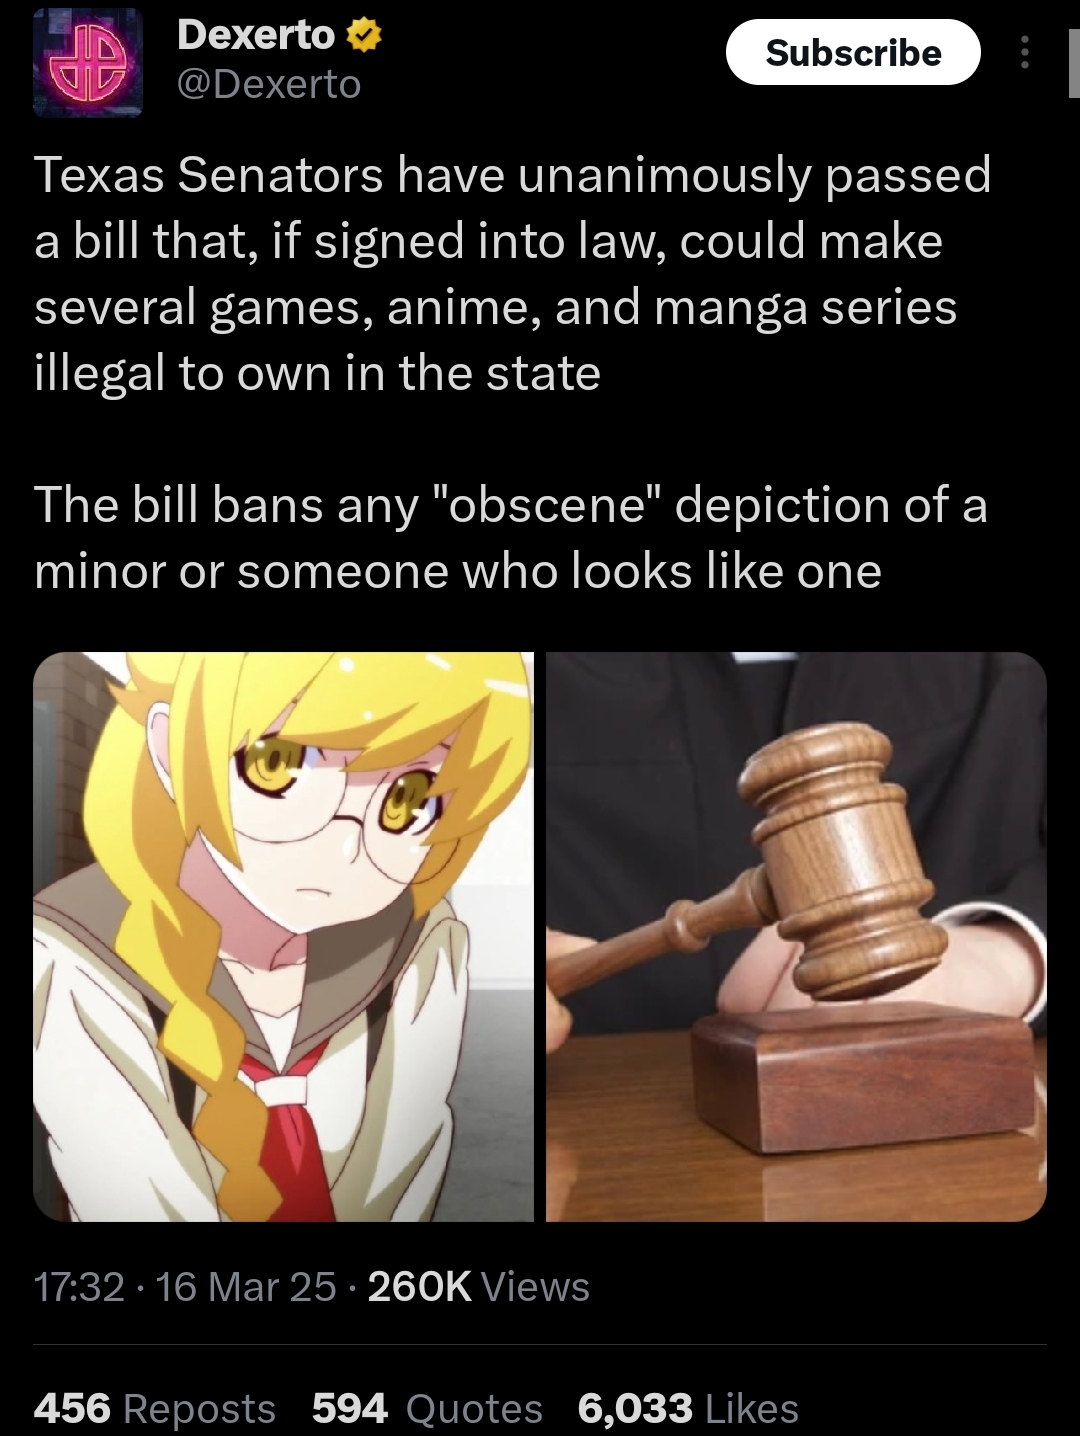 Dexerto
@Dexerto
Subscribe
Texas Senators have unanimously passed
a bill that, if signed into law, could make
several games, anime, and manga series
illegal to own in the state
The bill bans any "obscene" depiction of a
minor or someone who looks like one
17:32 · 16 Mar 25 · 260K Views
456 Reposts 594 Quotes 6,033 Likes